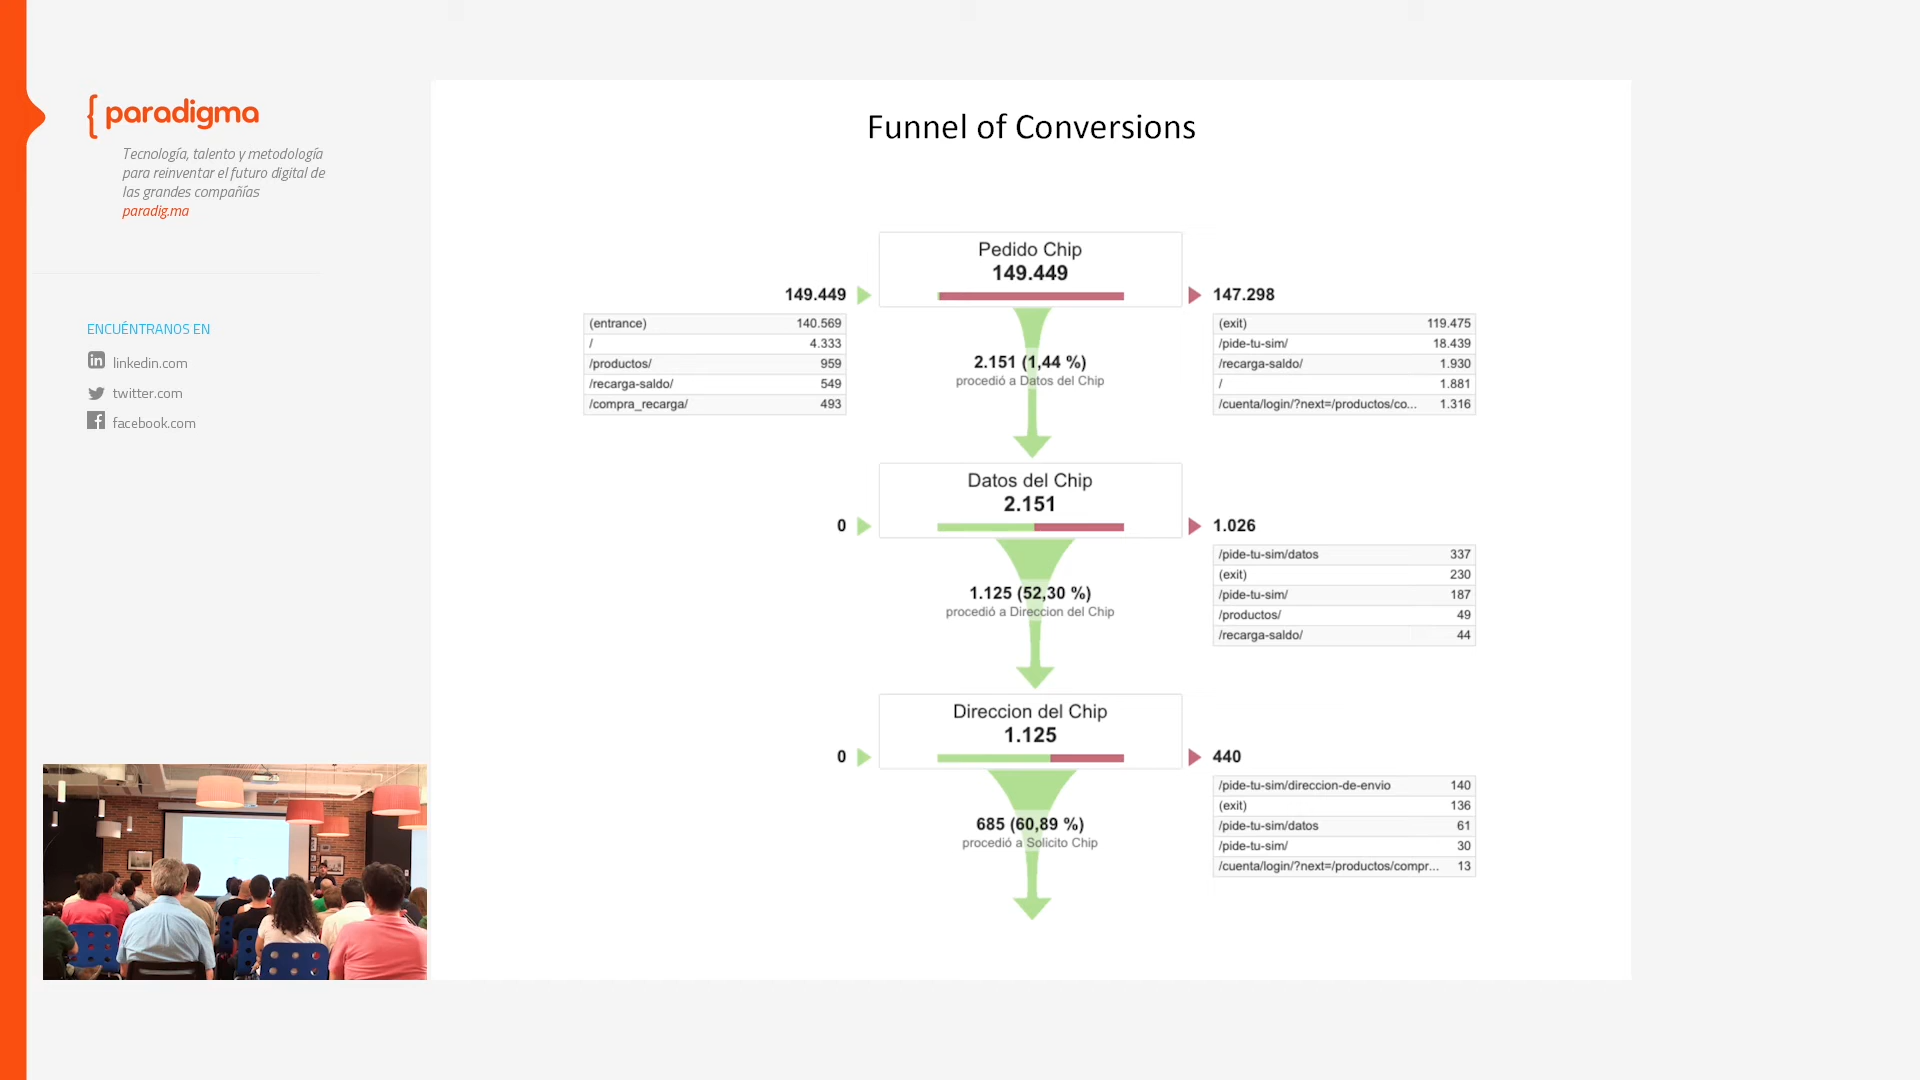 { paradigma
Tecnología, talento y metodología
para reinventar el futuro digital de
las grandes compañías
paradig.ma
ENCUÉNTRANOS EN
linkedin.com
twitter.com
facebook.com
Funnel of Conversions
Pedido Chip
149.449
149.449
(entrance) 140.569
/ 4.333
/productos/ 959
/recarga-saldo/ 549
/compra_recarga/ 493
147.298
(exit) 119.475
/pide-tu-sim/ 18.439
/recarga-saldo/ 1.930
/ 1.881
/cuenta/login/?next=/productos/co... 1.316
2.151 (1,44 %)
procedió a Datos del Chip
Datos del Chip
2.151
0
1.026
/pide-tu-sim/datos 337
(exit) 230
/pide-tu-sim/ 187
/productos/ 49
/recarga-saldo/ 44
1.125 (52,30 %)
procedió a Direccion del Chip
Direccion del Chip
1.125
0
440
/pide-tu-sim/direccion-de-envio 140
(exit) 136
/pide-tu-sim/datos 61
/pide-tu-sim/ 30
/cuenta/login/?next=/productos/compr... 13
685 (60,89 %)
procedió a Solicito Chip